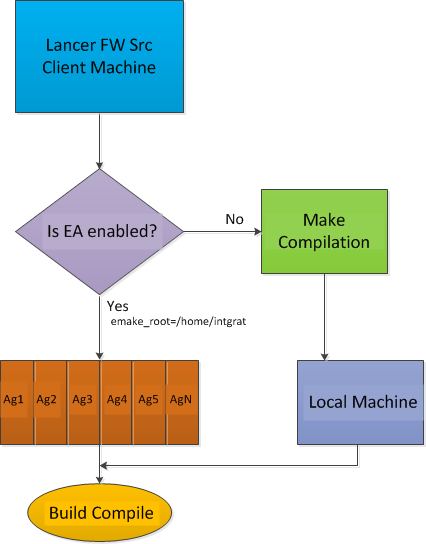 Lancer FW Src
Client Machine
Is EA enabled?
No
Make
Compilation
Yes
emake_root=/home/intgrat
Ag1 Ag2 Ag3 Ag4 Ag5 AgN
Local Machine
Build Compile